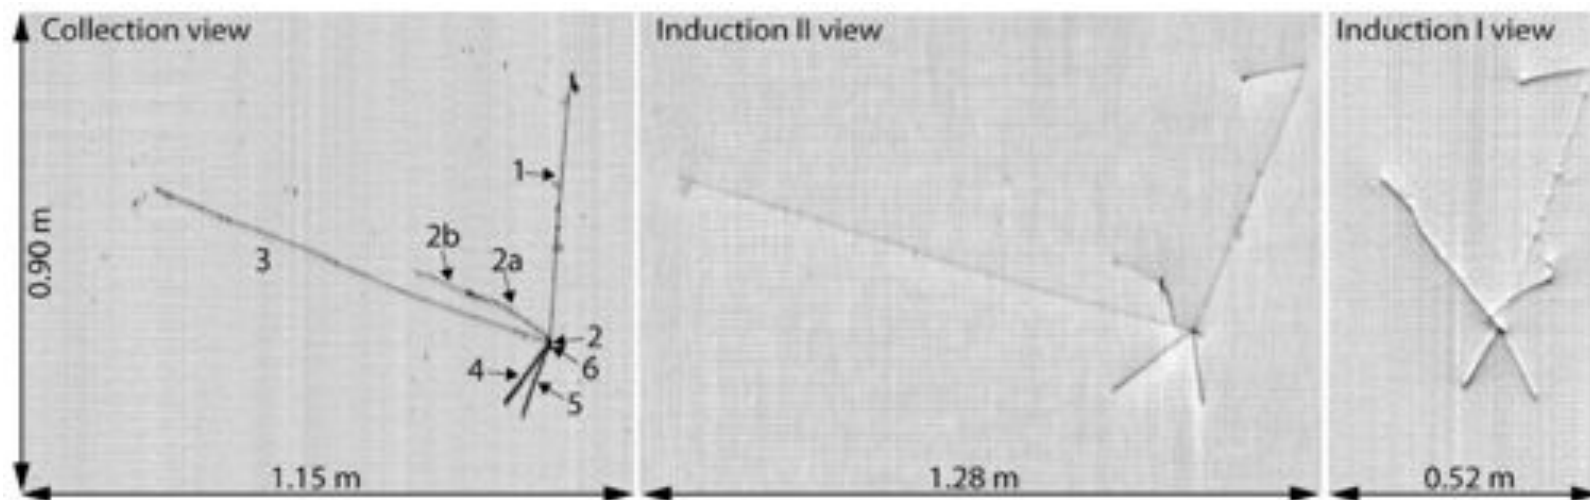 Collection view
Induction II view
Induction I view
1
2b
2a
3
2
6
4
5
0.90 m
1.15 m
1.28 m
0.52 m